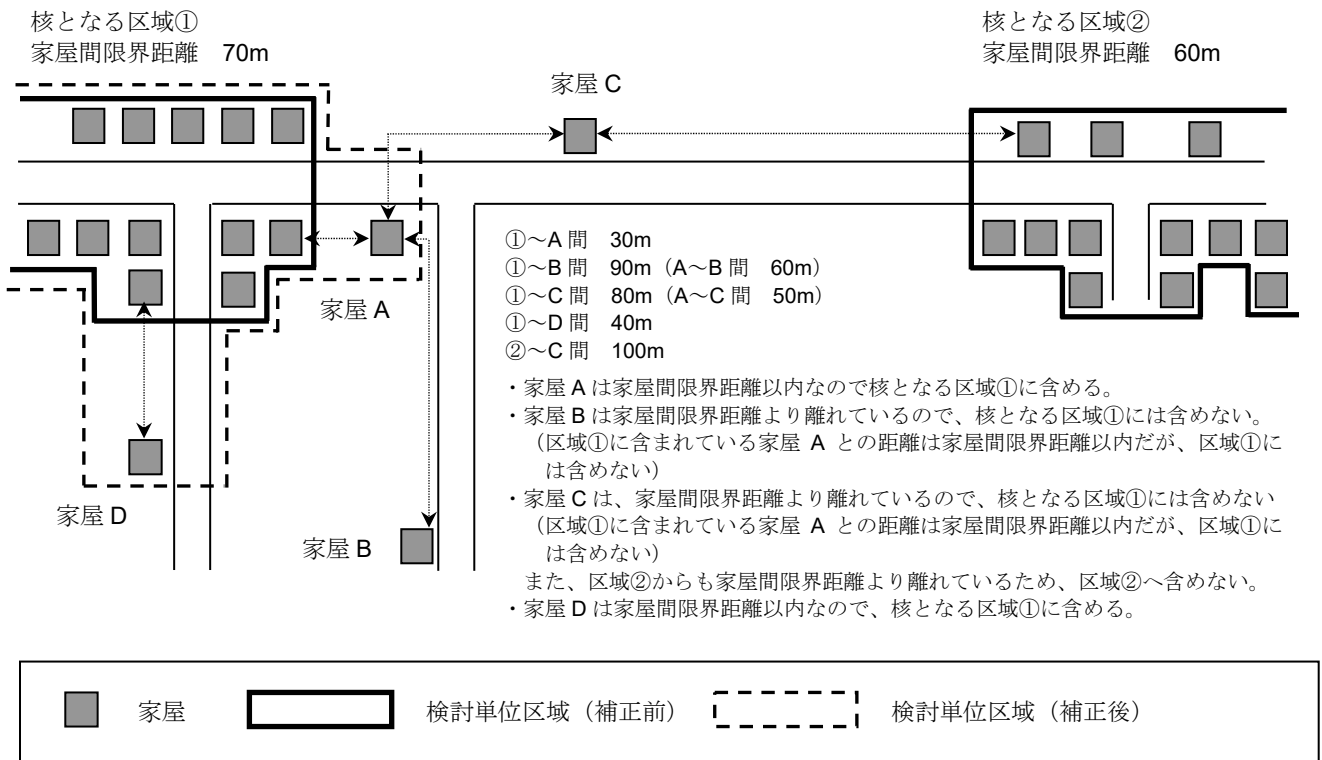 核となる区域①
家屋間限界距離 70m
核となる区域②
家屋間限界距離 60m
家屋 C
①~A 間 30m
①~B 間 90m(A~B 間 60m)
①~C 間 80m(A~C 間 50m)
①~D 間 40m
②~C 間 100m
家屋 A
・家屋 A は家屋間限界距離以内なので核となる区域①に含める。
・家屋 B は家屋間限界距離より離れているので、核となる区域①には含めない。
(区域①に含まれている家屋 A との距離は家屋間限界距離以内だが、区域①に
は含めない)
・家屋 C は、家屋間限界距離より離れているので、核となる区域①には含めない
(区域①に含まれている家屋 A との距離は家屋間限界距離以内だが、区域①に
は含めない)
また、区域②からも家屋間限界距離より離れているため、区域②へ含めない。
・家屋 D は家屋間限界距離以内なので、核となる区域①に含める。
家屋 D
家屋 B
家屋
検討単位区域(補正前)
検討単位区域(補正後)